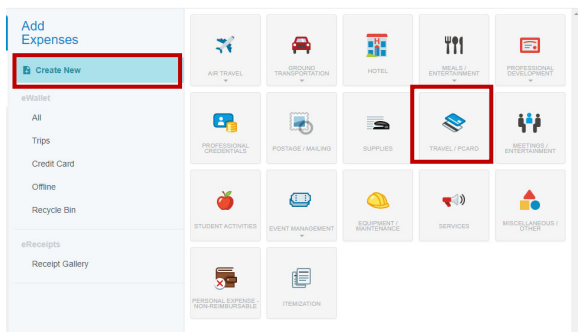 Add
Expenses
Create New
eWallet
All
Trips
Credit Card
Offline
Recycle Bin
eReceipts
Receipt Gallery
AIR TRAVEL
GROUND
TRANSPORTATION
HOTEL
HOTEL
MEALS /
ENTERTAINMENT
PROFESSIONAL
DEVELOPMENT
PROFESSIONAL
CREDENTIALS
POSTAGE / MAILING
SUPPLIES
TRAVEL / PCARD
MEETINGS /
ENTERTAINMENT
STUDENT ACTIVITIES
EVENT MANAGEMENT
EQUIPMENT /
MAINTENANCE
SERVICES
MISCELLANEOUS /
OTHER
PERSONAL EXPENSE -
NON-REIMBURSABLE
ITEMIZATION